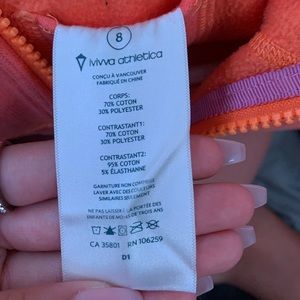 8
ivivva athletica
CONÇU À VANCOUVER
FABRIQUÉ EN CHINE
CORPS:
70% COTON
30% POLYESTER
CONTRASTANT1:
70% COTON
30% POLYESTER
CONTRASTANT2:
95% COTON
5% ÉLASTHANNE
GARNITURE NON COMPRISE
LAVER AVEC DES COULEURS
SIMILAIRES SÉPARÉMENT
NE PAS LAISSER À LA PORTÉE DES
ENFANTS DE MOINS DE TROIS ANS
CA 35801 RN 106259
D1